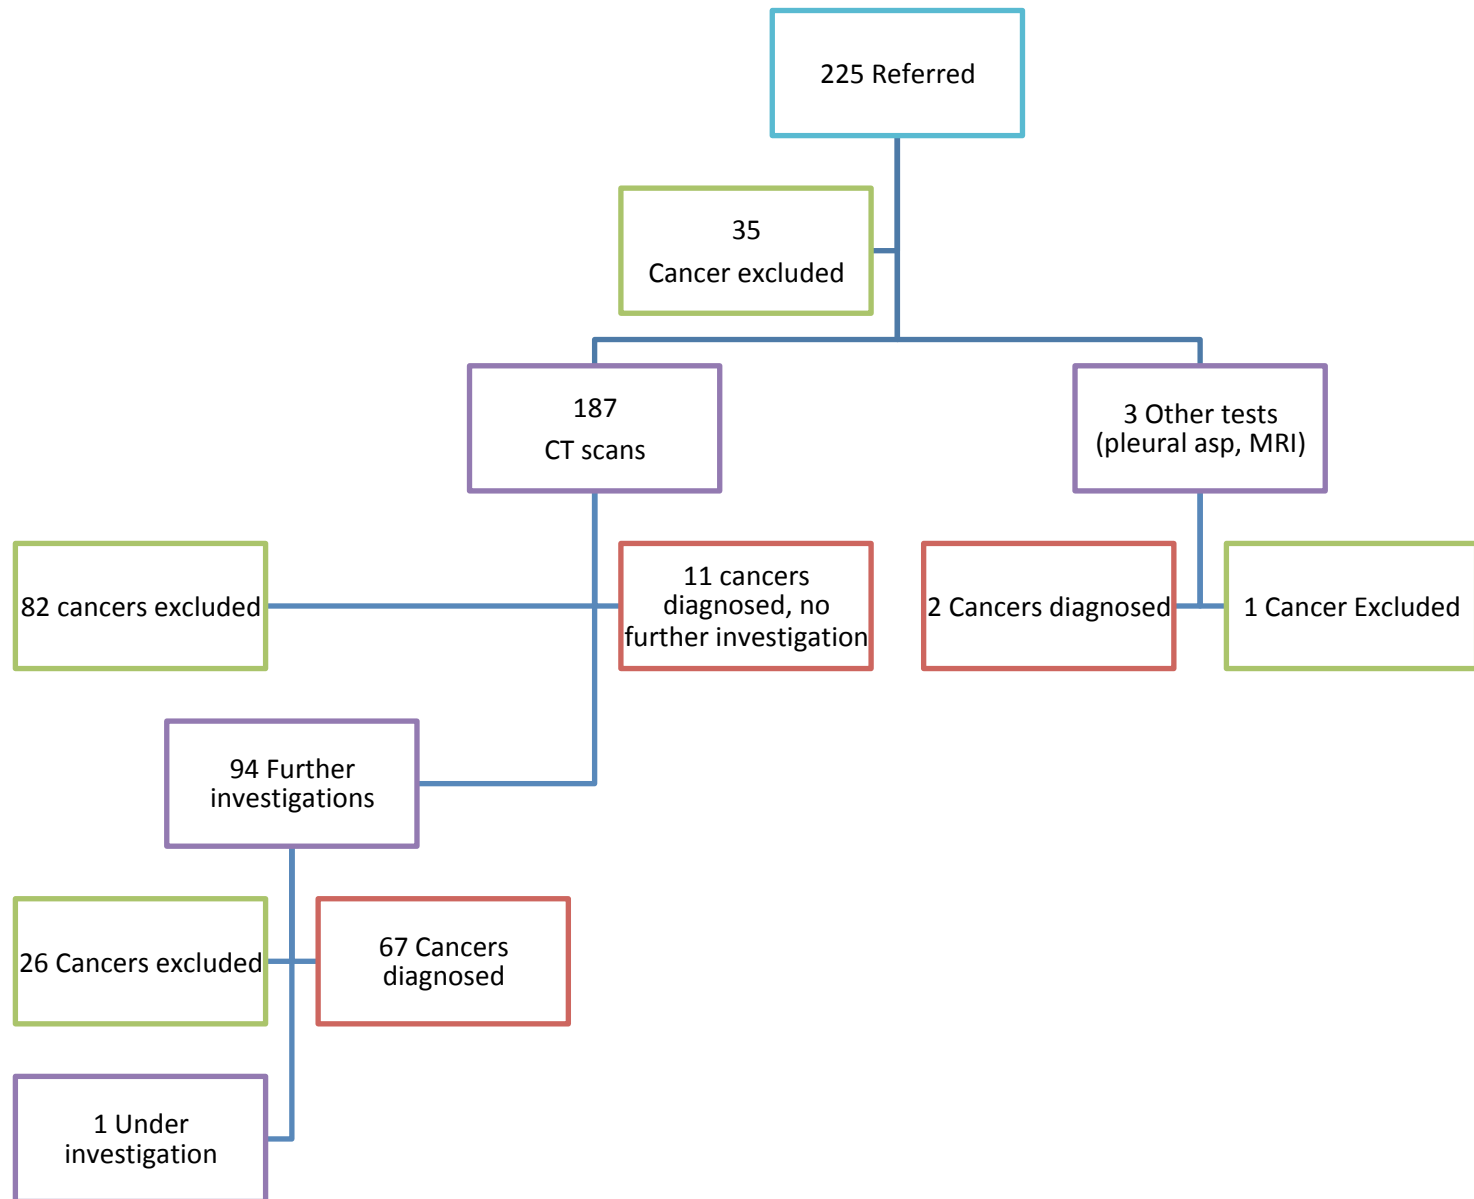 225 Referred
35
Cancer excluded
187
CT scans
3 Other tests
(pleural asp, MRI)
82 cancers excluded
11 cancers
diagnosed, no
further investigation
2 Cancers diagnosed
1 Cancer Excluded
94 Further
investigations
26 Cancers excluded
67 Cancers
diagnosed
1 Under
investigation